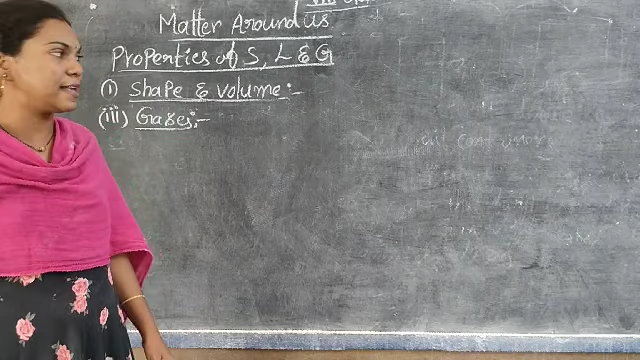 Matter Around us
Properties of S, L & G
(i) Shape & volume :-
(iii) Gases :-